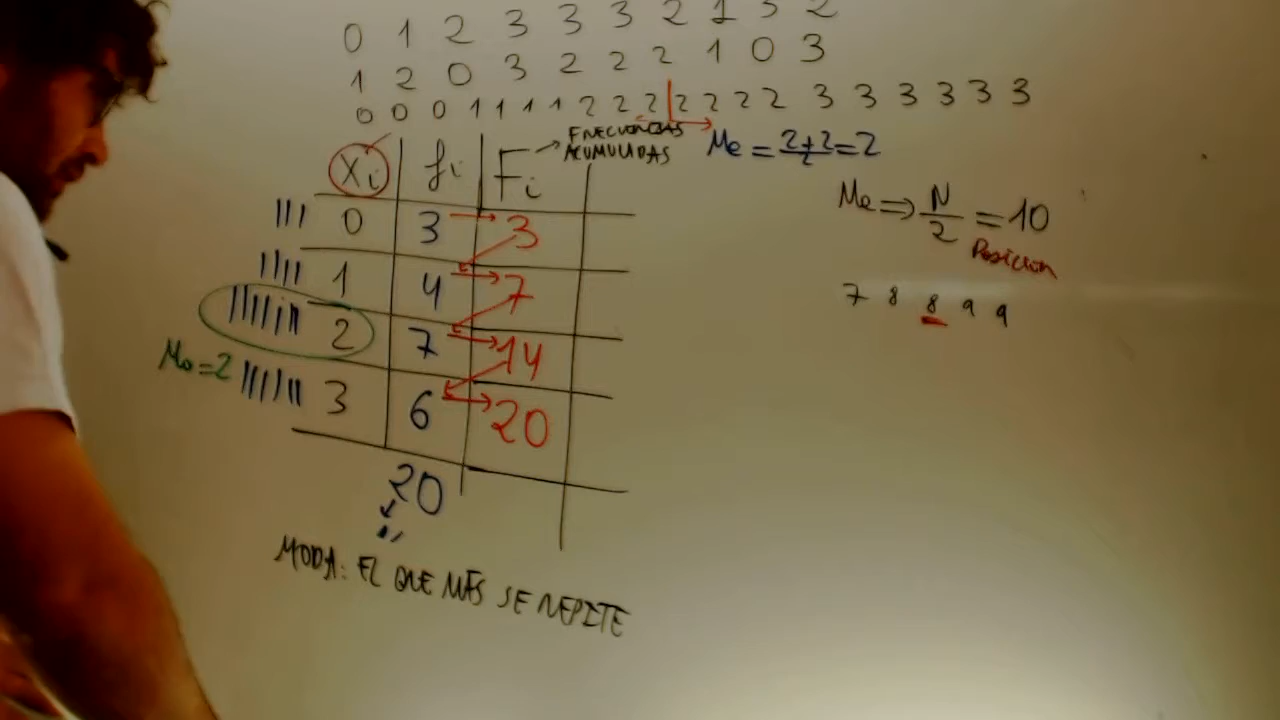 0 1 2 3 3 3 2 1 3 2
1 2 0 3 2 2 2 1 0 3
0 0 0 1 1 1 1 2 2 2 2 2 2 2 3 3 3 3 3 3
FRECUENCIAS
ACUMULADAS
Me = 2+2/2 = 2
xi fi Fi
Me ⇒ N/2 = 10
Posicion
0 3 3
1 4 7
2 7 14
Mo = 2
3 6 20
20
7 8 8 9 9
MODA: EL QUE MÁS SE REPITE